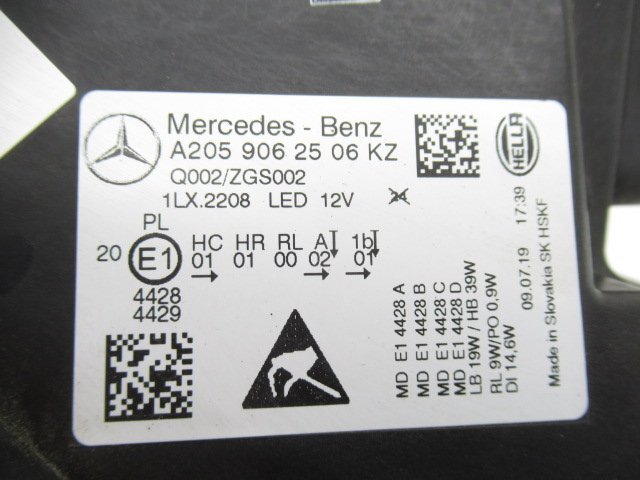 Mercedes - Benz
A205 906 25 06 KZ
Q002/ZGS002
1LX.2208 LED 12V 2A
HELLA
PL
20 E1 HC HR RL A 1b
01 01 00 02 01
4428
4429
MD E1 4428 A
MD E1 4428 B
MD E1 4428 C
MD E1 4428 D
LB 19W / HB 39W
RL 9W/PO 0,9W
DI 14,6W
09.07.19 17:39
Made in Slovakia SK HSKF